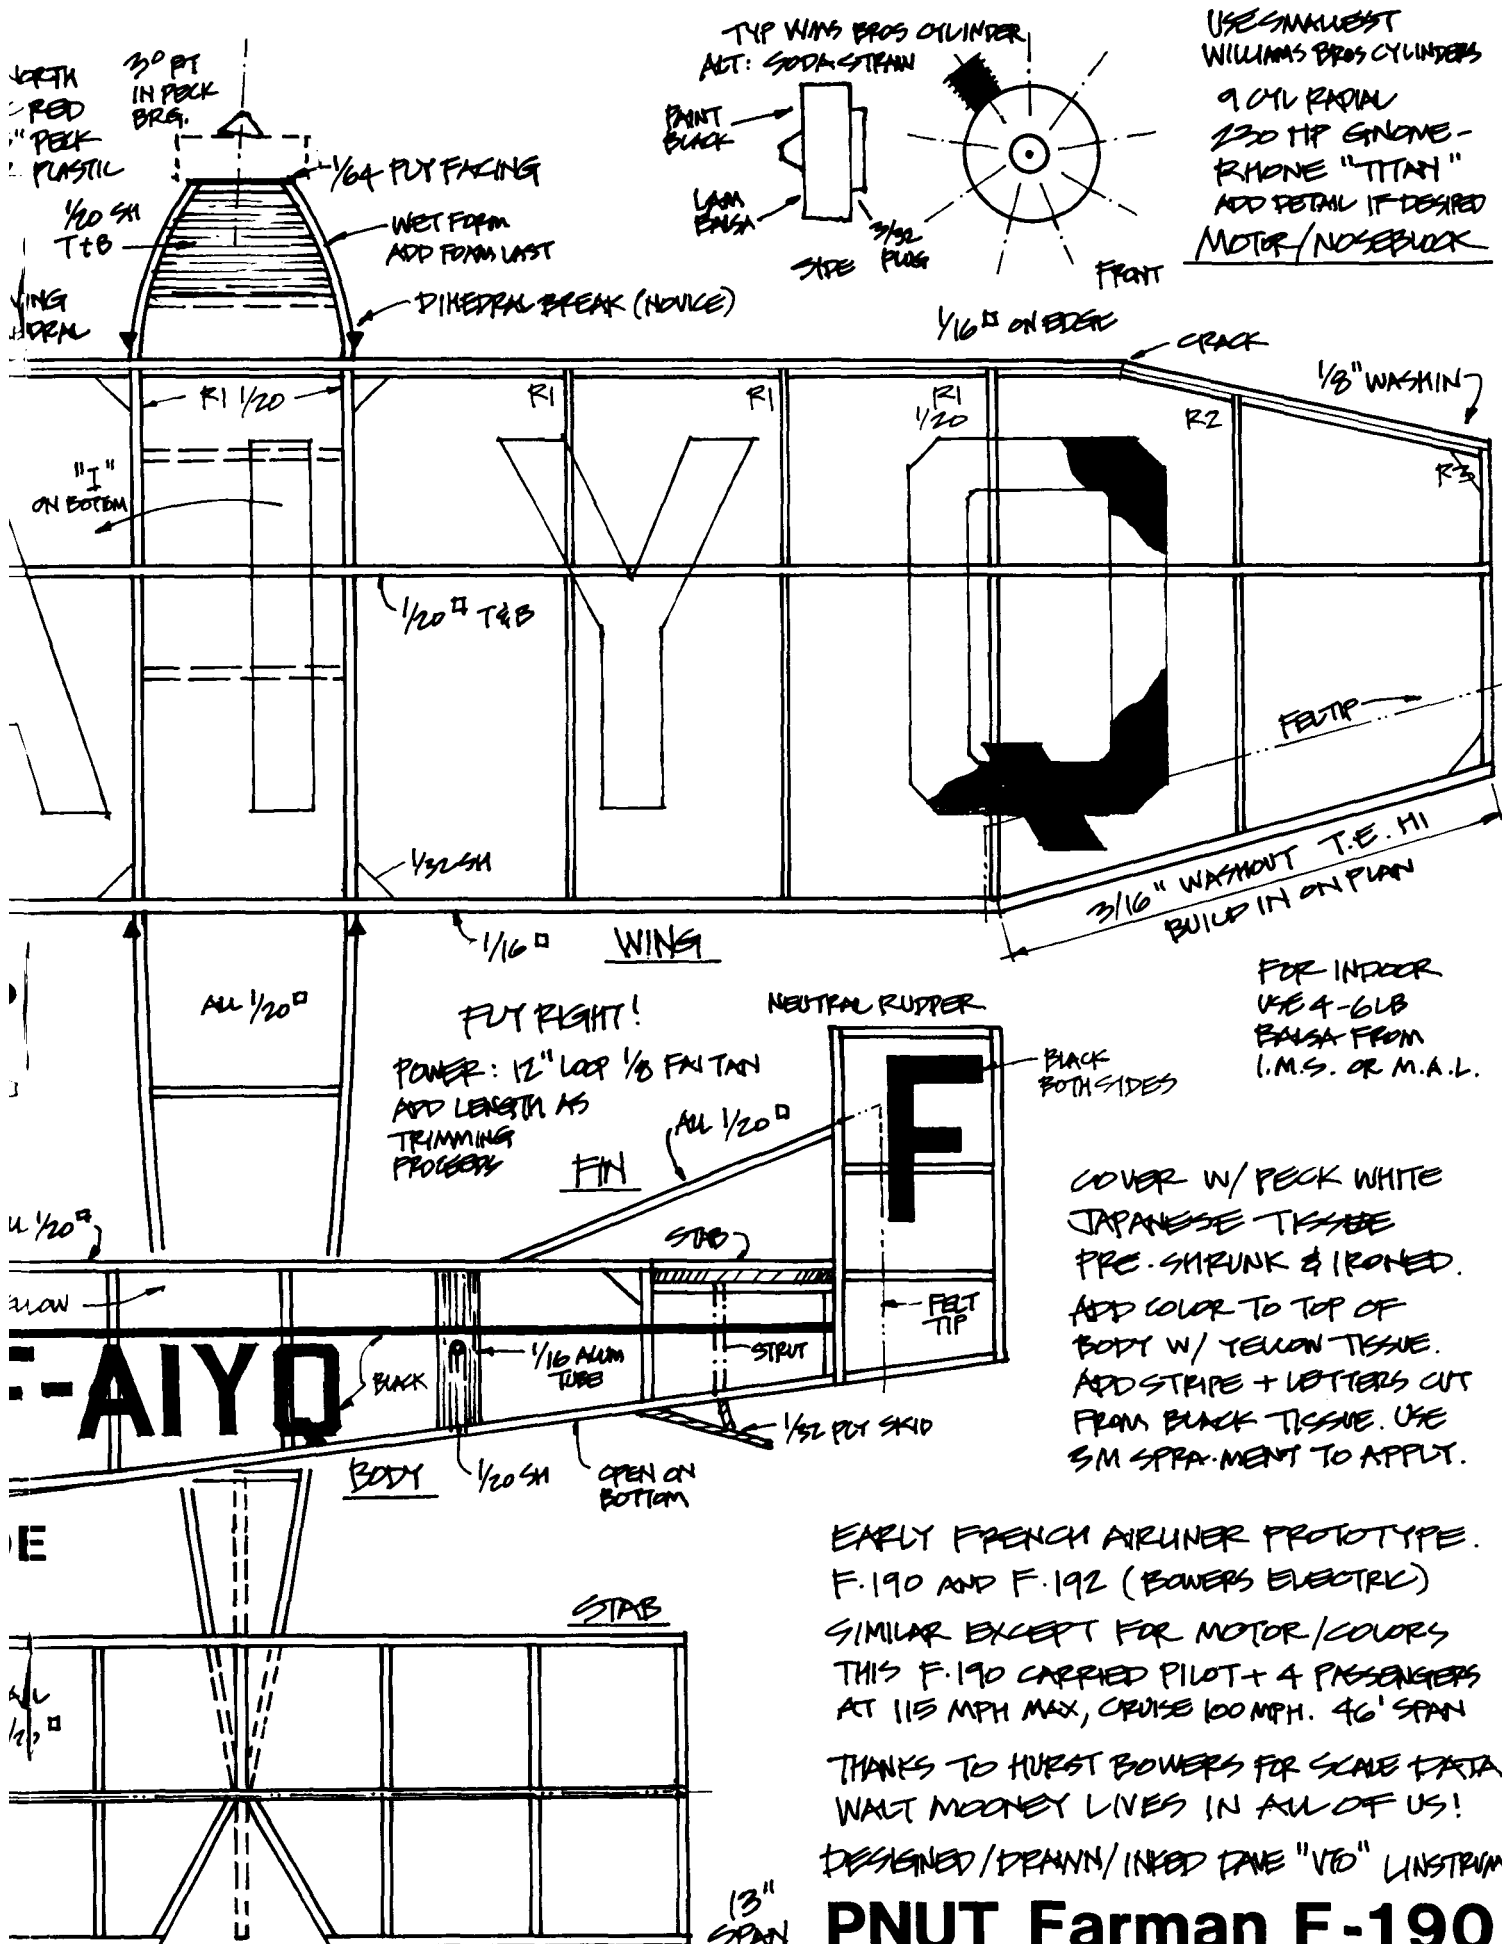 3° PT
IN PECK
BRG.
RED
" PECK
PLASTIC
1/20 SH
T&B
1/64 PLY FACING
WET FORM
ADD FOAM LAST
DIHEDRAL BREAK (NOVICE)
TYP WMS BROS CYLINDER
ALT: SODA STRAW
PAINT
BLACK
LAM
BALSA
SIDE
3/32
PLUG
FRONT
USE SMALLEST
WILLIAMS BROS CYLINDERS
9 CYL RADIAL
230 HP GNOME-
RHONE "TITAN"
ADD DETAIL IF DESIRED
MOTOR/NOSEBLOCK
1/16 □ ON EDGE
CRACK
1/8" WASHIN
R1 1/20
R1
R1
R1
1/20
R2
R3
"I"
ON BOTTOM
I Y Q
1/20 □ T&B
FELTIP
1/32 SH
1/16 □
WING
3/16" WASHOUT T.E. HI
BUILD IN ON PLAN
ALL 1/20 □
FLY RIGHT!
POWER: 12" LOOP 1/8 FAI TAN
ADD LENGTH AS
TRIMMING
PROCEEDS
FIN
ALL 1/20 □
NEUTRAL RUDDER
F
BLACK
BOTH SIDES
FOR INDOOR
USE 4-6LB
BALSA FROM
I.M.S. OR M.A.L.
1/20 □
STAB
FELT
TIP
STRUT
1/16 ALUM
TUBE
BLACK
-AIYQ
1/32 PLY SKID
BODY
1/20 SH
OPEN ON
BOTTOM
COVER W/ PECK WHITE
JAPANESE TISSUE
PRE-SHRUNK & IRONED.
ADD COLOR TO TOP OF
BODY W/ YELLOW TISSUE.
ADD STRIPE + LETTERS CUT
FROM BLACK TISSUE. USE
3M SPRA-MENT TO APPLY.
E
STAB
EARLY FRENCH AIRLINER PROTOTYPE.
F.190 AND F.192 (BOWERS ELECTRIC)
SIMILAR EXCEPT FOR MOTOR/COLORS
THIS F.190 CARRIED PILOT + 4 PASSENGERS
AT 115 MPH MAX, CRUISE 100 MPH. 46' SPAN
THANKS TO HURST BOWERS FOR SCALE DATA
WALT MOONEY LIVES IN ALL OF US!
DESIGNED/DRAWN/INKED DAVE "VTO" LINSTRUM
13"
SPAN
PNUT Farman F-190